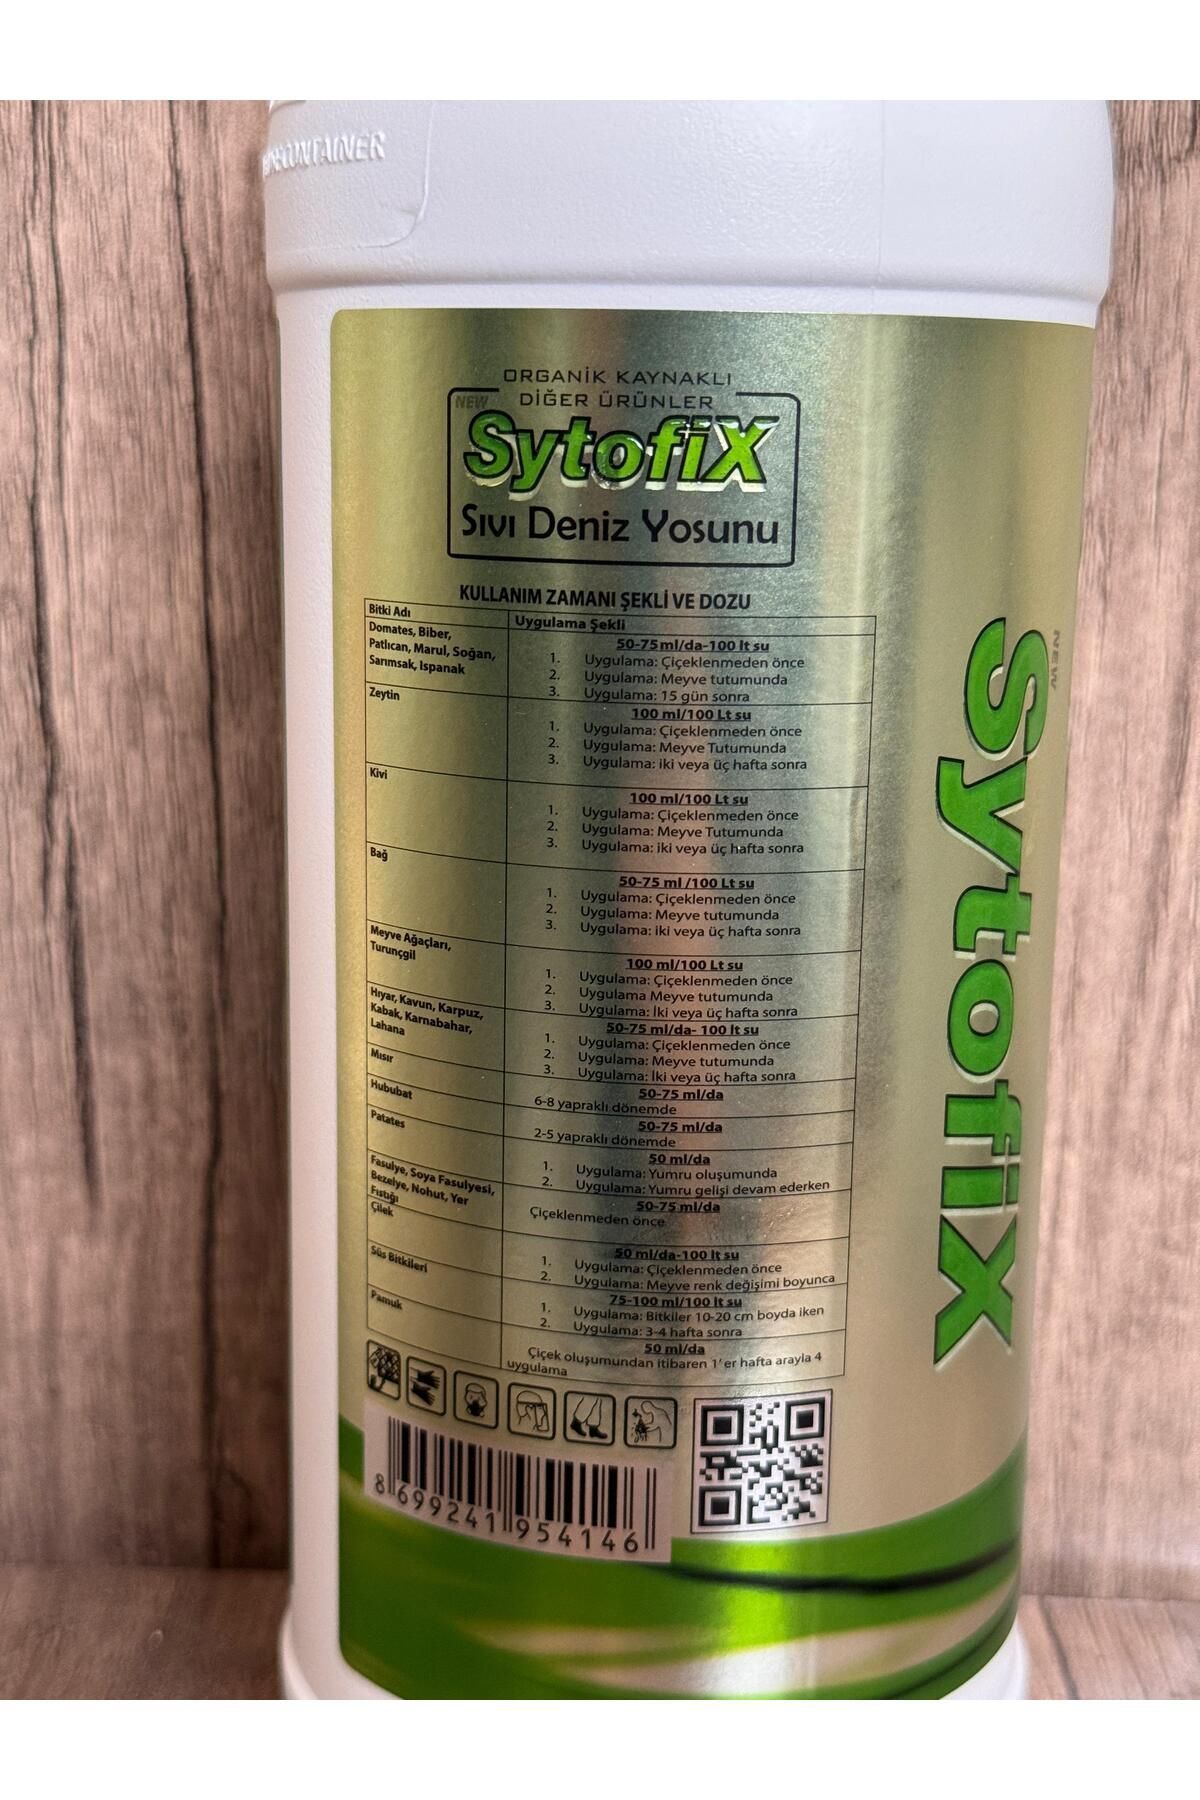 CONTAINER
ORGANİK KAYNAKLI
DİĞER ÜRÜNLER
NEW
SytofiX
Sıvı Deniz Yosunu
KULLANIM ZAMANI ŞEKLİ VE DOZU
Bitki Adı
Uygulama Şekli
Domates, Biber,
Patlıcan, Marul, Soğan,
Sarımsak, Ispanak
50-75 ml/da-100 lt su
1. Uygulama: Çiçeklenmeden önce
2. Uygulama: Meyve tutumunda
3. Uygulama: 15 gün sonra
Zeytin
100 ml/100 Lt su
1. Uygulama: Çiçeklenmeden önce
2. Uygulama: Meyve Tutumunda
3. Uygulama: iki veya üç hafta sonra
Kivi
100 ml/100 Lt su
1. Uygulama: Çiçeklenmeden önce
2. Uygulama: Meyve Tutumunda
3. Uygulama: iki veya üç hafta sonra
Bağ
50-75 ml /100 Lt su
1. Uygulama: Çiçeklenmeden önce
2. Uygulama: Meyve tutumunda
3. Uygulama: iki veya üç hafta sonra
Meyve Ağaçları,
Turunçgil
100 ml/100 Lt su
1. Uygulama: Çiçeklenmeden önce
2. Uygulama Meyve tutumunda
3. Uygulama: İki veya üç hafta sonra
Hıyar, Kavun, Karpuz,
Kabak, Karnabahar,
Lahana
50-75 ml/da- 100 lt su
1. Uygulama: Çiçeklenmeden önce
2. Uygulama: Meyve tutumunda
3. Uygulama: İki veya üç hafta sonra
Mısır
50-75 ml/da
6-8 yapraklı dönemde
Hububat
50-75 ml/da
2-5 yapraklı dönemde
Patates
50 ml/da
1. Uygulama: Yumru oluşumunda
2. Uygulama: Yumru gelişi devam ederken
Fasulye, Soya Fasulyesi,
Bezelye, Nohut, Yer
Fıstığı
50-75 ml/da
Çiçeklenmeden önce
Çilek
50 ml/da-100 lt su
1. Uygulama: Çiçeklenmeden önce
2. Uygulama: Meyve renk değişimi boyunca
Süs Bitkileri
75-100 ml/100 lt su
1. Uygulama: Bitkiler 10-20 cm boyda iken
2. Uygulama: 3-4 hafta sonra
Pamuk
50 ml/da
Çiçek oluşumundan itibaren 1' er hafta arayla 4
uygulama
8 699241 954146
NEW
SytofiX